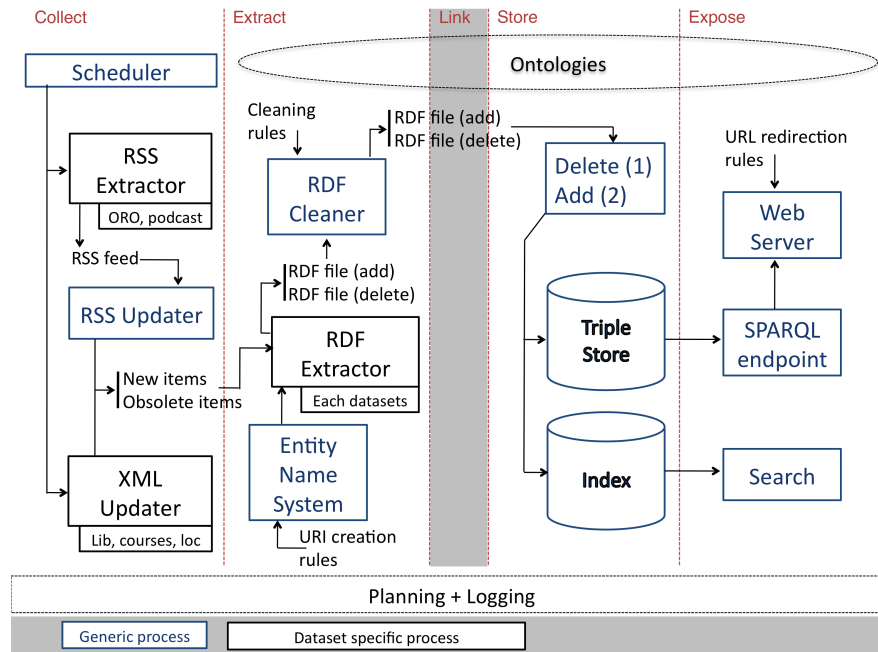 Collect
Extract
Link
Store
Expose
Scheduler
Ontologies
Cleaning
rules
RDF file (add)
RDF file (delete)
RSS
Extractor
ORO, podcast
RSS feed
RDF
Cleaner
Delete (1)
Add (2)
URL redirection
rules
Web
Server
RSS Updater
RDF file (add)
RDF file (delete)
RDF
Extractor
Each datasets
Triple
Store
SPARQL
endpoint
New items
Obsolete items
XML
Updater
Lib, courses, loc
Entity
Name
System
URI creation
rules
Index
Search
Planning + Logging
Generic process
Dataset specific process